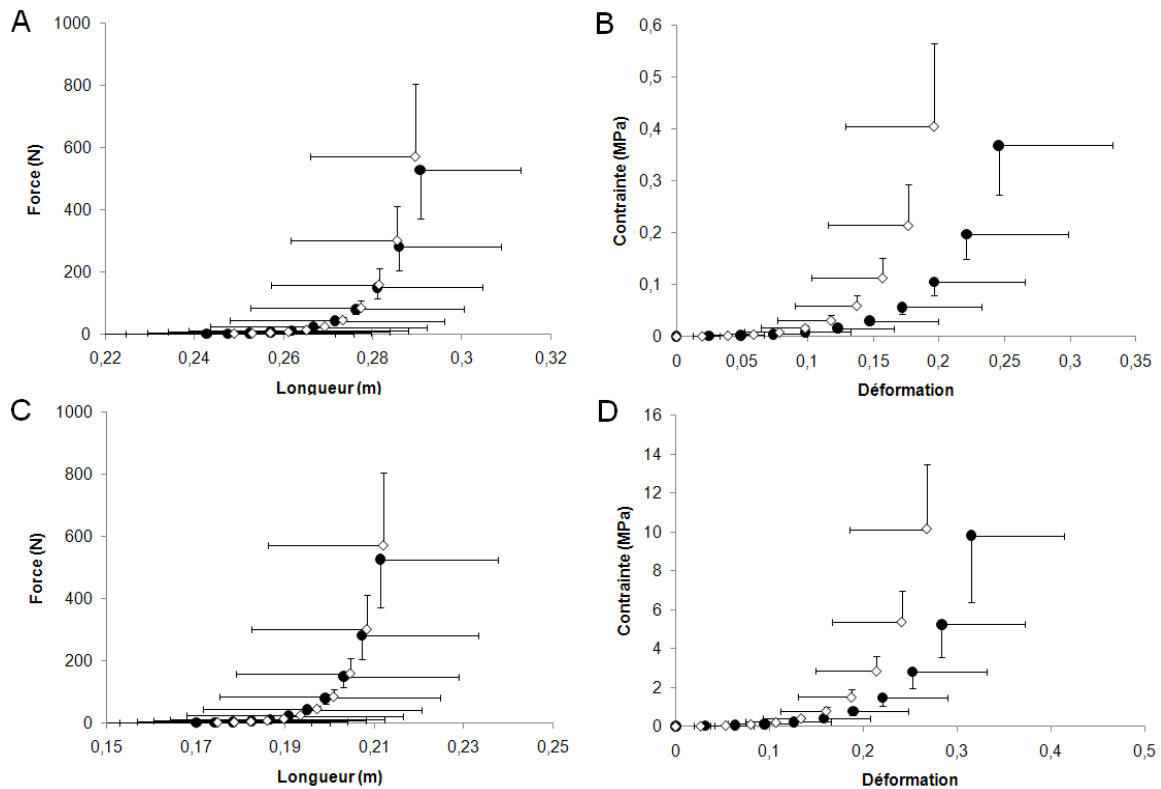 A
1000
800
600
400
200
0
Force (N)
0,22 0,24 0,26 0,28 0,3 0,32
Longueur (m)
B
0,6
0,5
0,4
0,3
0,2
0,1
0
Contrainte (MPa)
0 0,05 0,1 0,15 0,2 0,25 0,3 0,35
Déformation
C
1000
800
600
400
200
0
Force (N)
0,15 0,17 0,19 0,21 0,23 0,25
Longueur (m)
D
16
14
12
10
8
6
4
2
0
Contrainte (MPa)
0 0,1 0,2 0,3 0,4 0,5
Déformation